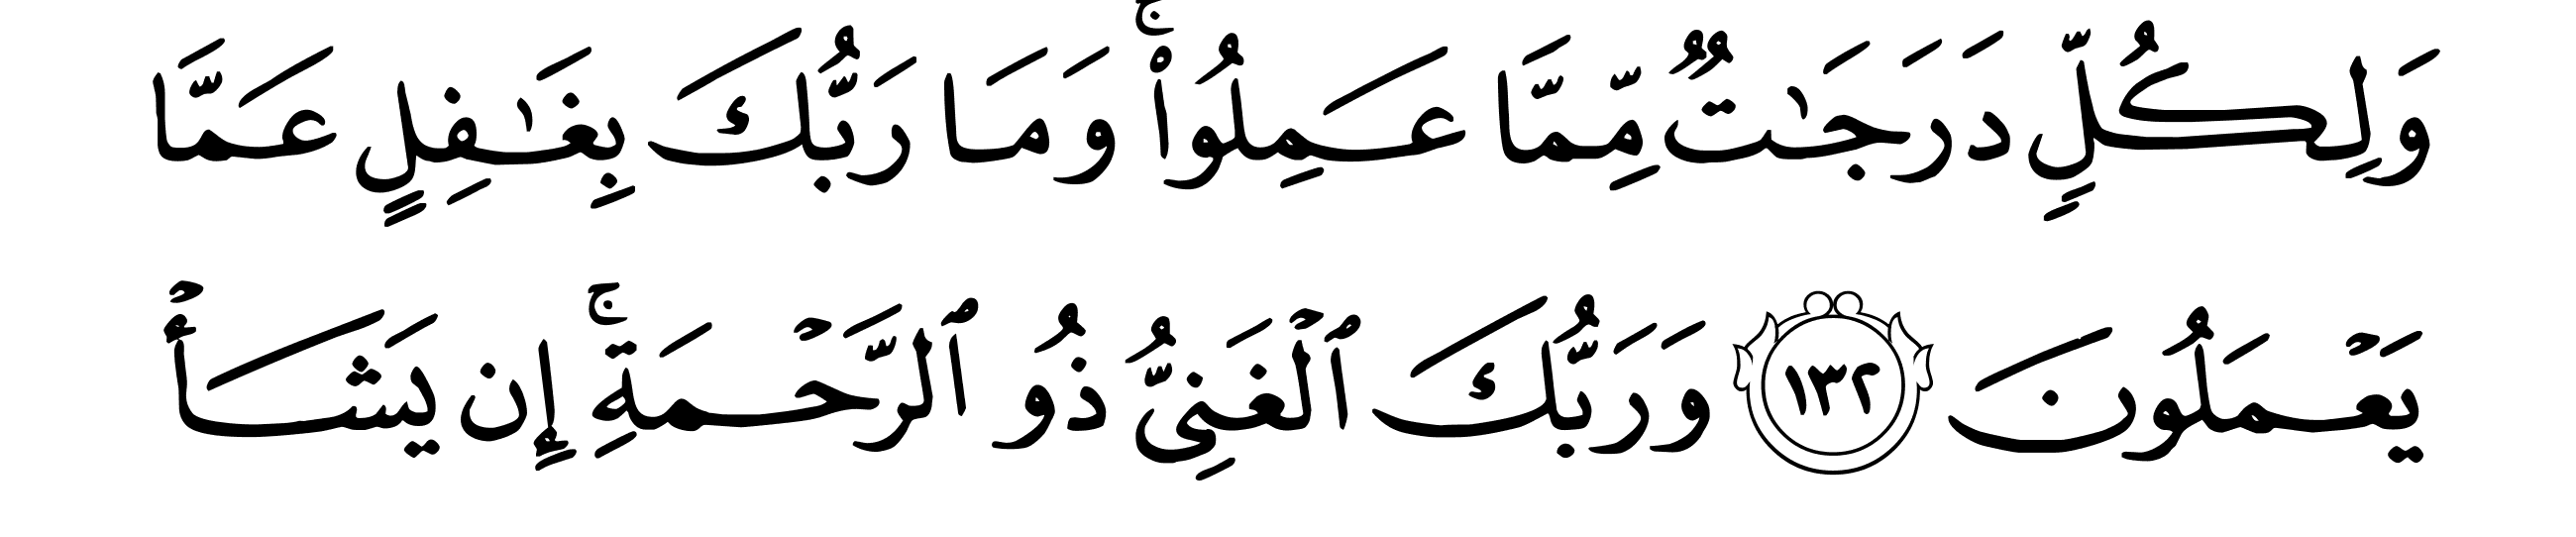 وَلِكُلٍّ دَرَجَٰتٌ مِّمَّا عَمِلُوا۟ ۚ وَمَا رَبُّكَ بِغَٰفِلٍ عَمَّا
يَعْمَلُونَ ١٣٢ وَرَبُّكَ ٱلْغَنِىُّ ذُو ٱلرَّحْمَةِ ۚ إِن يَشَأْ